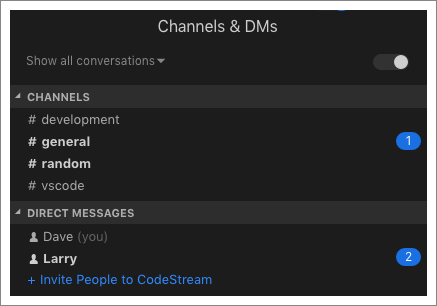 Channels & DMs
Show all conversations
CHANNELS
# development
# general 1
# random
# vscode
DIRECT MESSAGES
Dave (you)
Larry 2
+ Invite People to CodeStream